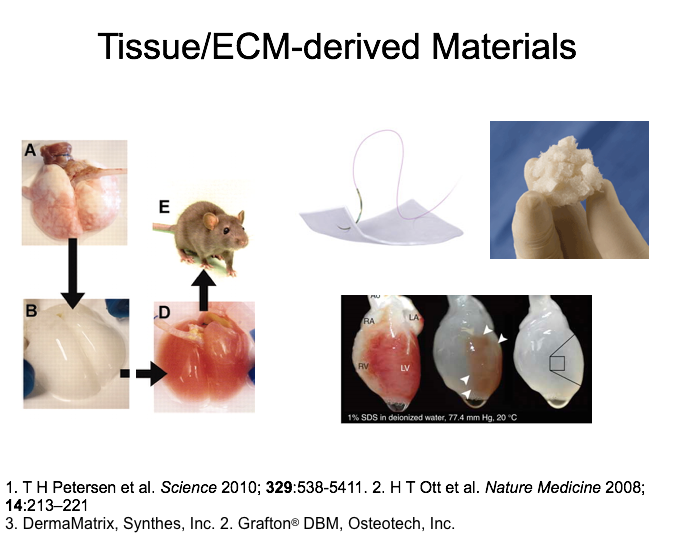 Tissue/ECM-derived Materials
A
E
B
D
RA
LA
RV
LV
1% SDS in deionized water, 77.4 mm Hg, 20 °C
1. T H Petersen et al. Science 2010; 329:538-5411. 2. H T Ott et al. Nature Medicine 2008;
14:213–221
3. DermaMatrix, Synthes, Inc. 2. Grafton® DBM, Osteotech, Inc.